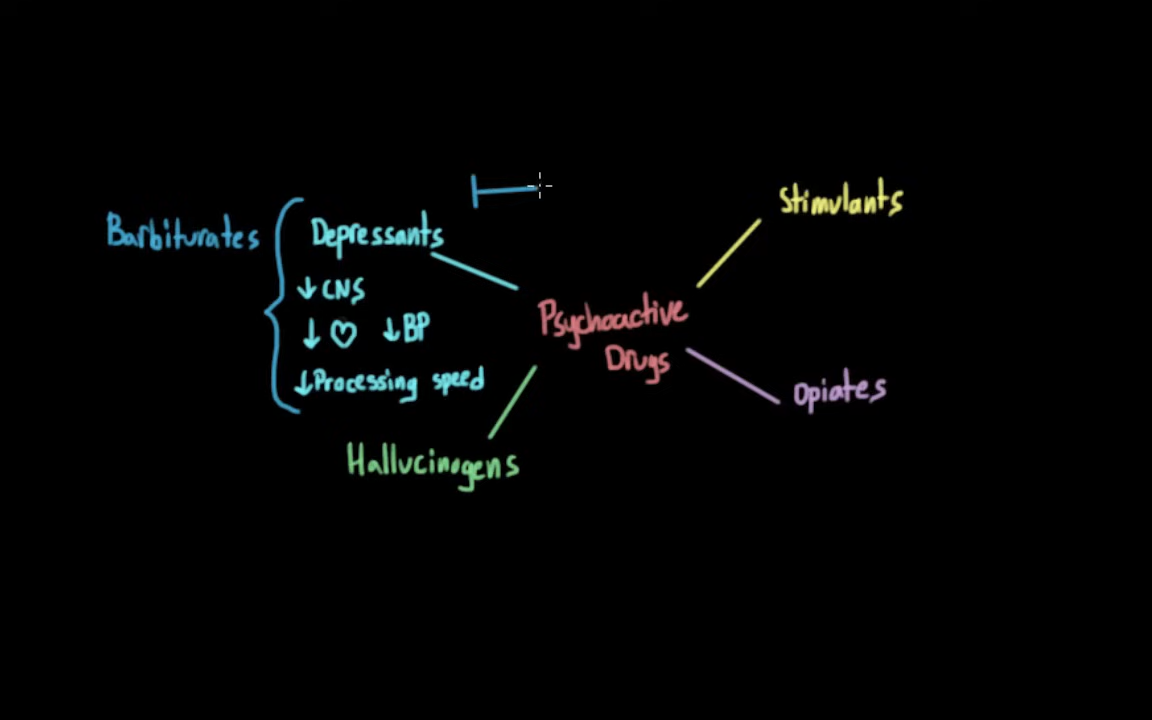 Stimulants
Barbiturates
Depressants
↓ CNS
↓ ♡ ↓ BP
↓ Processing speed
Psychoactive
Drugs
Opiates
Hallucinogens